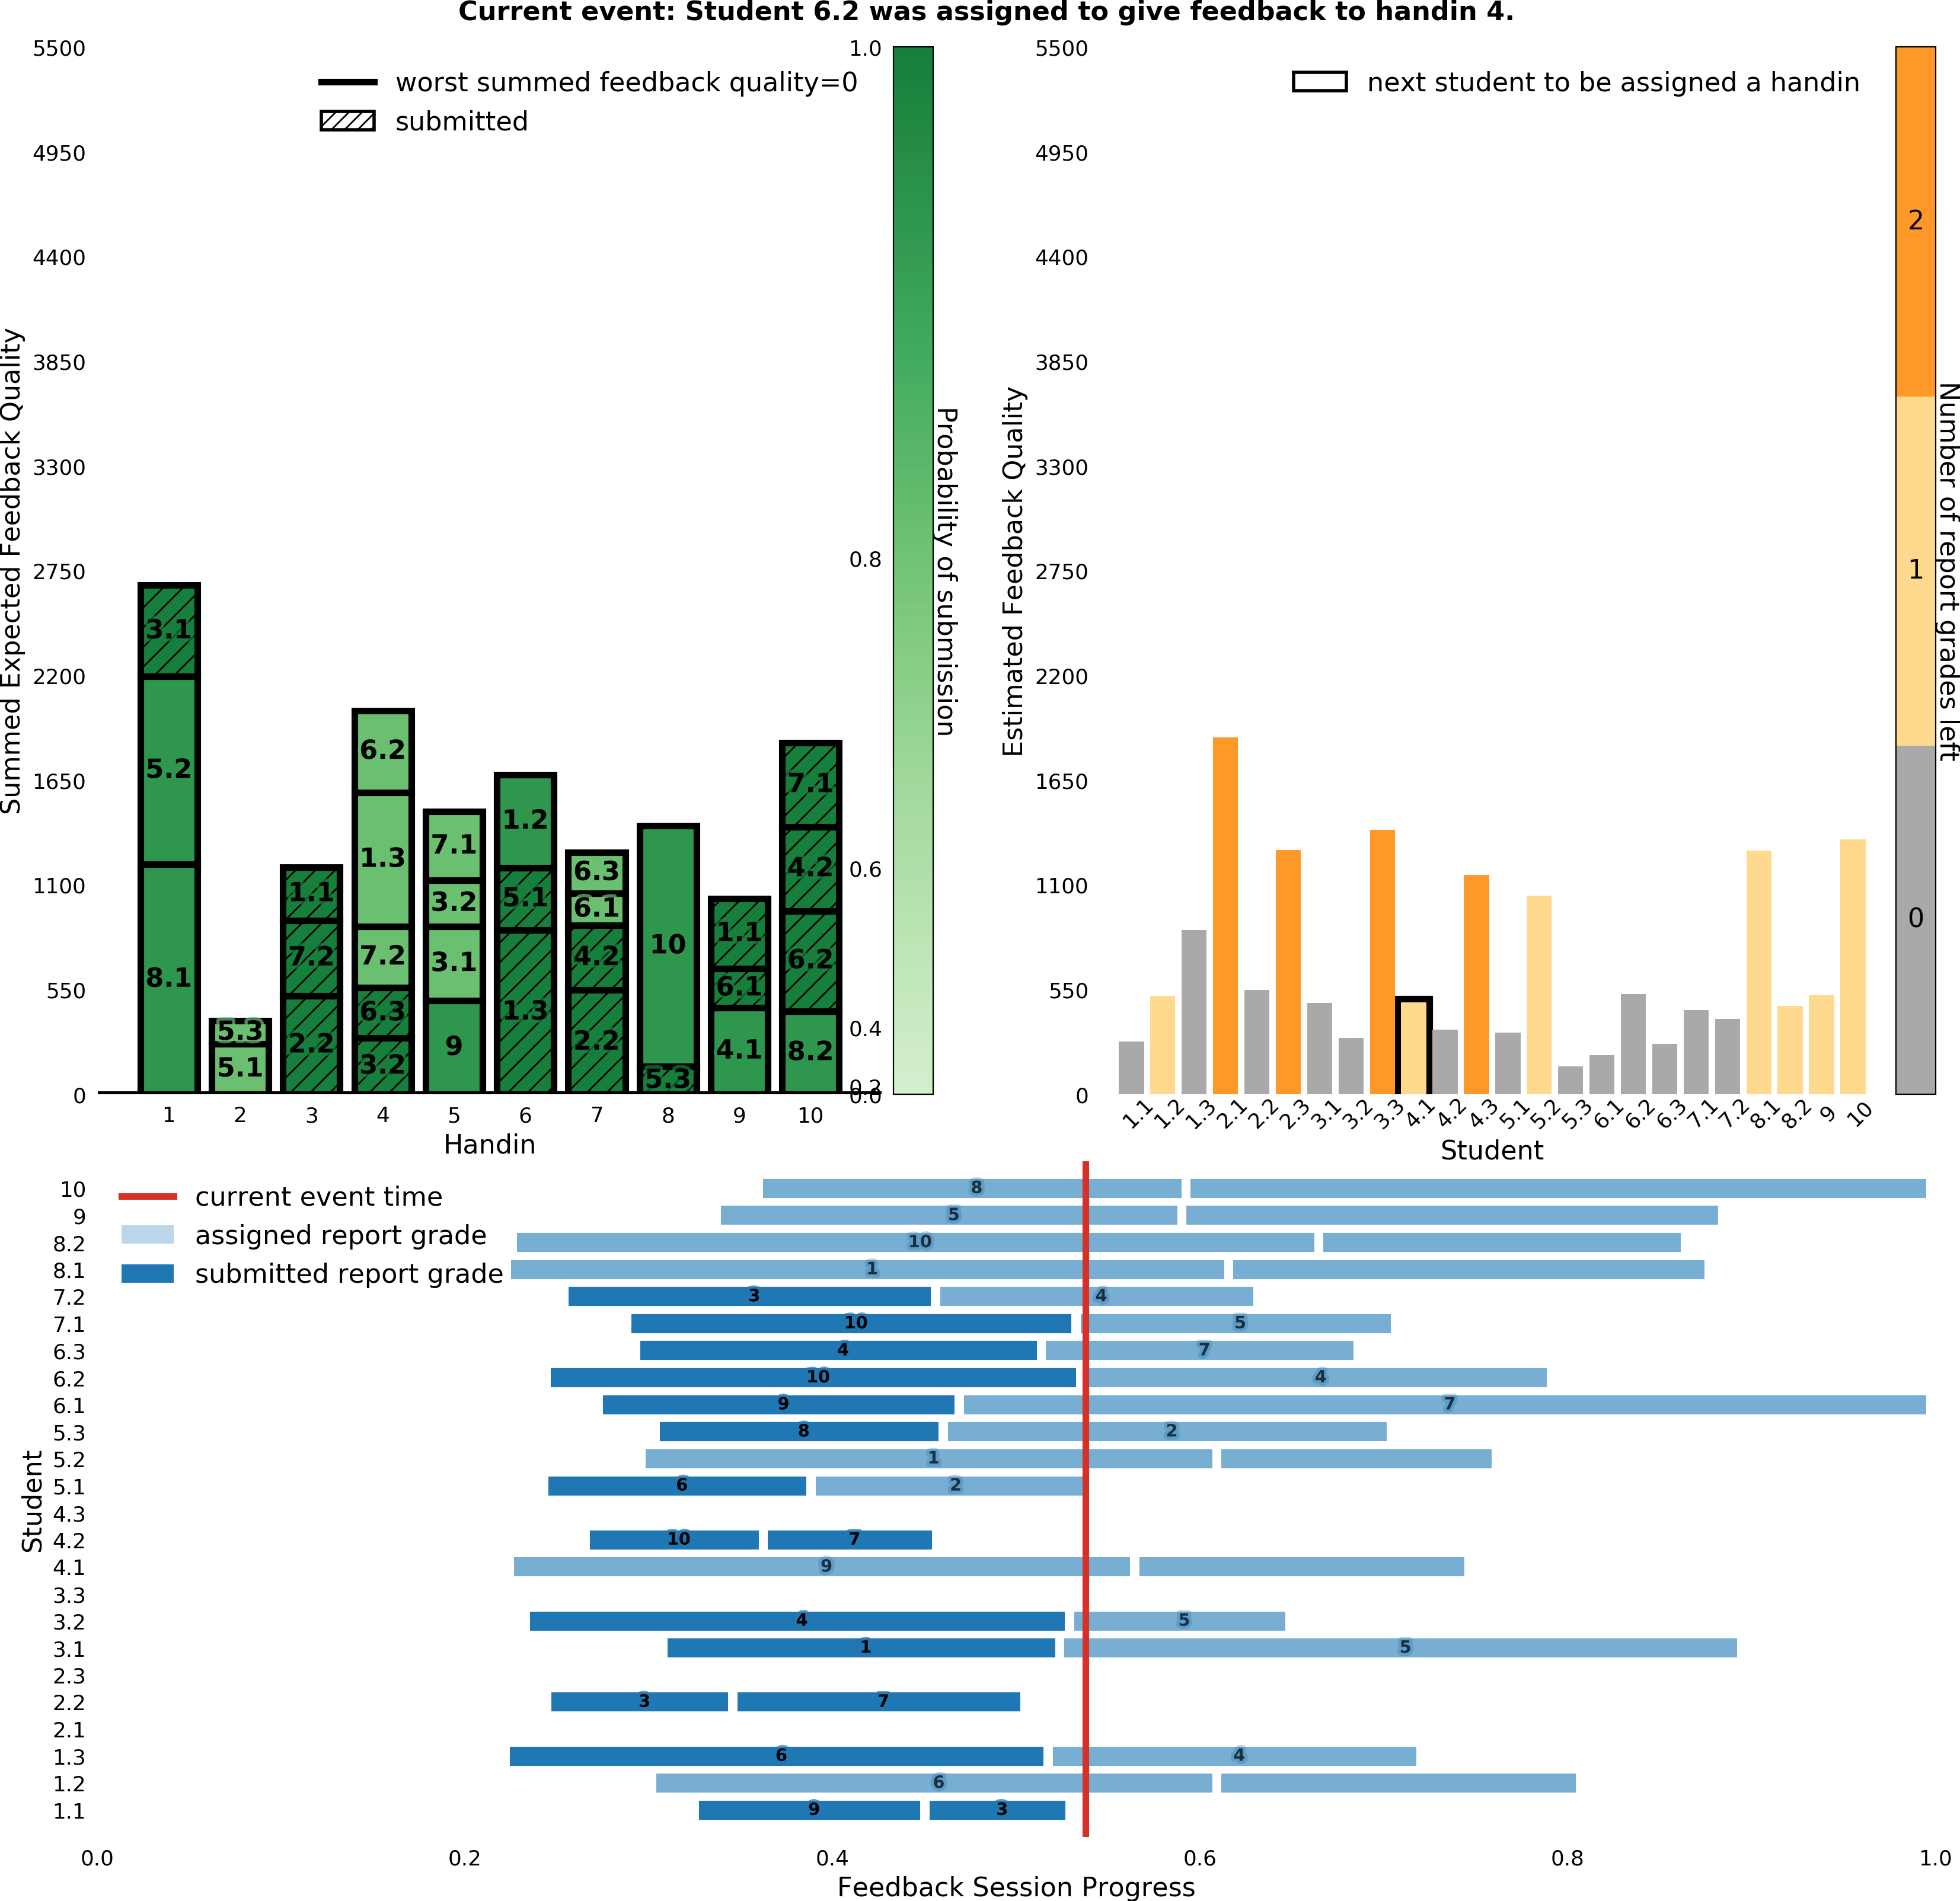 Current event: Student 6.2 was assigned to give feedback to handin 4.
5500
4950
4400
3850
3300
2750
2200
1650
1100
550
0
Summed Expected Feedback Quality
worst summed feedback quality=0
submitted
3.1
5.2
8.1
5.3
5.1
1.1
7.2
2.2
6.2
1.3
7.2
6.3
3.2
7.1
3.2
3.1
9
1.2
5.1
1.3
6.3
6.1
4.2
2.2
10
5.3
1.1
6.1
4.1
7.1
4.2
6.2
8.2
1 2 3 4 5 6 7 8 9 10
Handin
1.0
0.8
0.6
0.4
0.2
0.0
Probability of submission
5500
4950
4400
3850
3300
2750
2200
1650
1100
550
0
Estimated Feedback Quality
next student to be assigned a handin
1.1 1.2 1.3 2.1 2.2 2.3 3.1 3.2 3.3 4.1 4.2 4.3 5.1 5.2 5.3 6.1 6.2 6.3 7.1 7.2 8.1 8.2 9 10
Student
2
1
0
Number of report grades left
current event time
assigned report grade
submitted report grade
Student
10 8
9 5
8.2 10
8.1 1
7.2 3 4
7.1 10 5
6.3 4 7
6.2 10 4
6.1 9 7
5.3 8 2
5.2 1
5.1 6 2
4.3
4.2 10 7
4.1 9
3.3
3.2 4 5
3.1 1 5
2.3
2.2 3 7
2.1
1.3 6 4
1.2 6
1.1 9 3
0.0 0.2 0.4 0.6 0.8 1.0
Feedback Session Progress